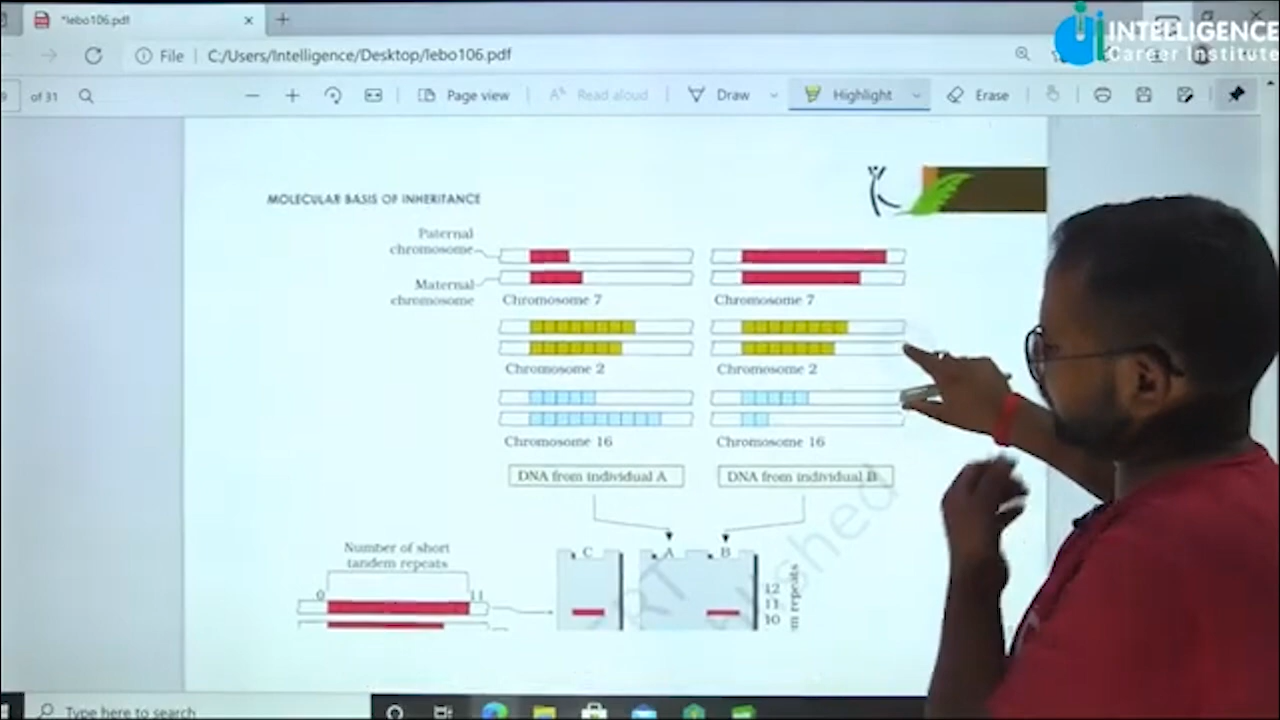 *lebo106.pdf
INTELLIGENCE
Career Institute
File
C:/Users/Intelligence/Desktop/lebo106.pdf
9 of 31
Page view
Read aloud
Draw
Highlight
Erase
MOLECULAR BASIS OF INHERITANCE
Paternal
chromosome
Maternal
chromosome
Chromosome 7
Chromosome 7
Chromosome 2
Chromosome 2
Chromosome 16
Chromosome 16
DNA from individual A
DNA from individual B
Number of short
tandem repeats
0
11
C
A
B
12
11
10
m repeats
Type here to search